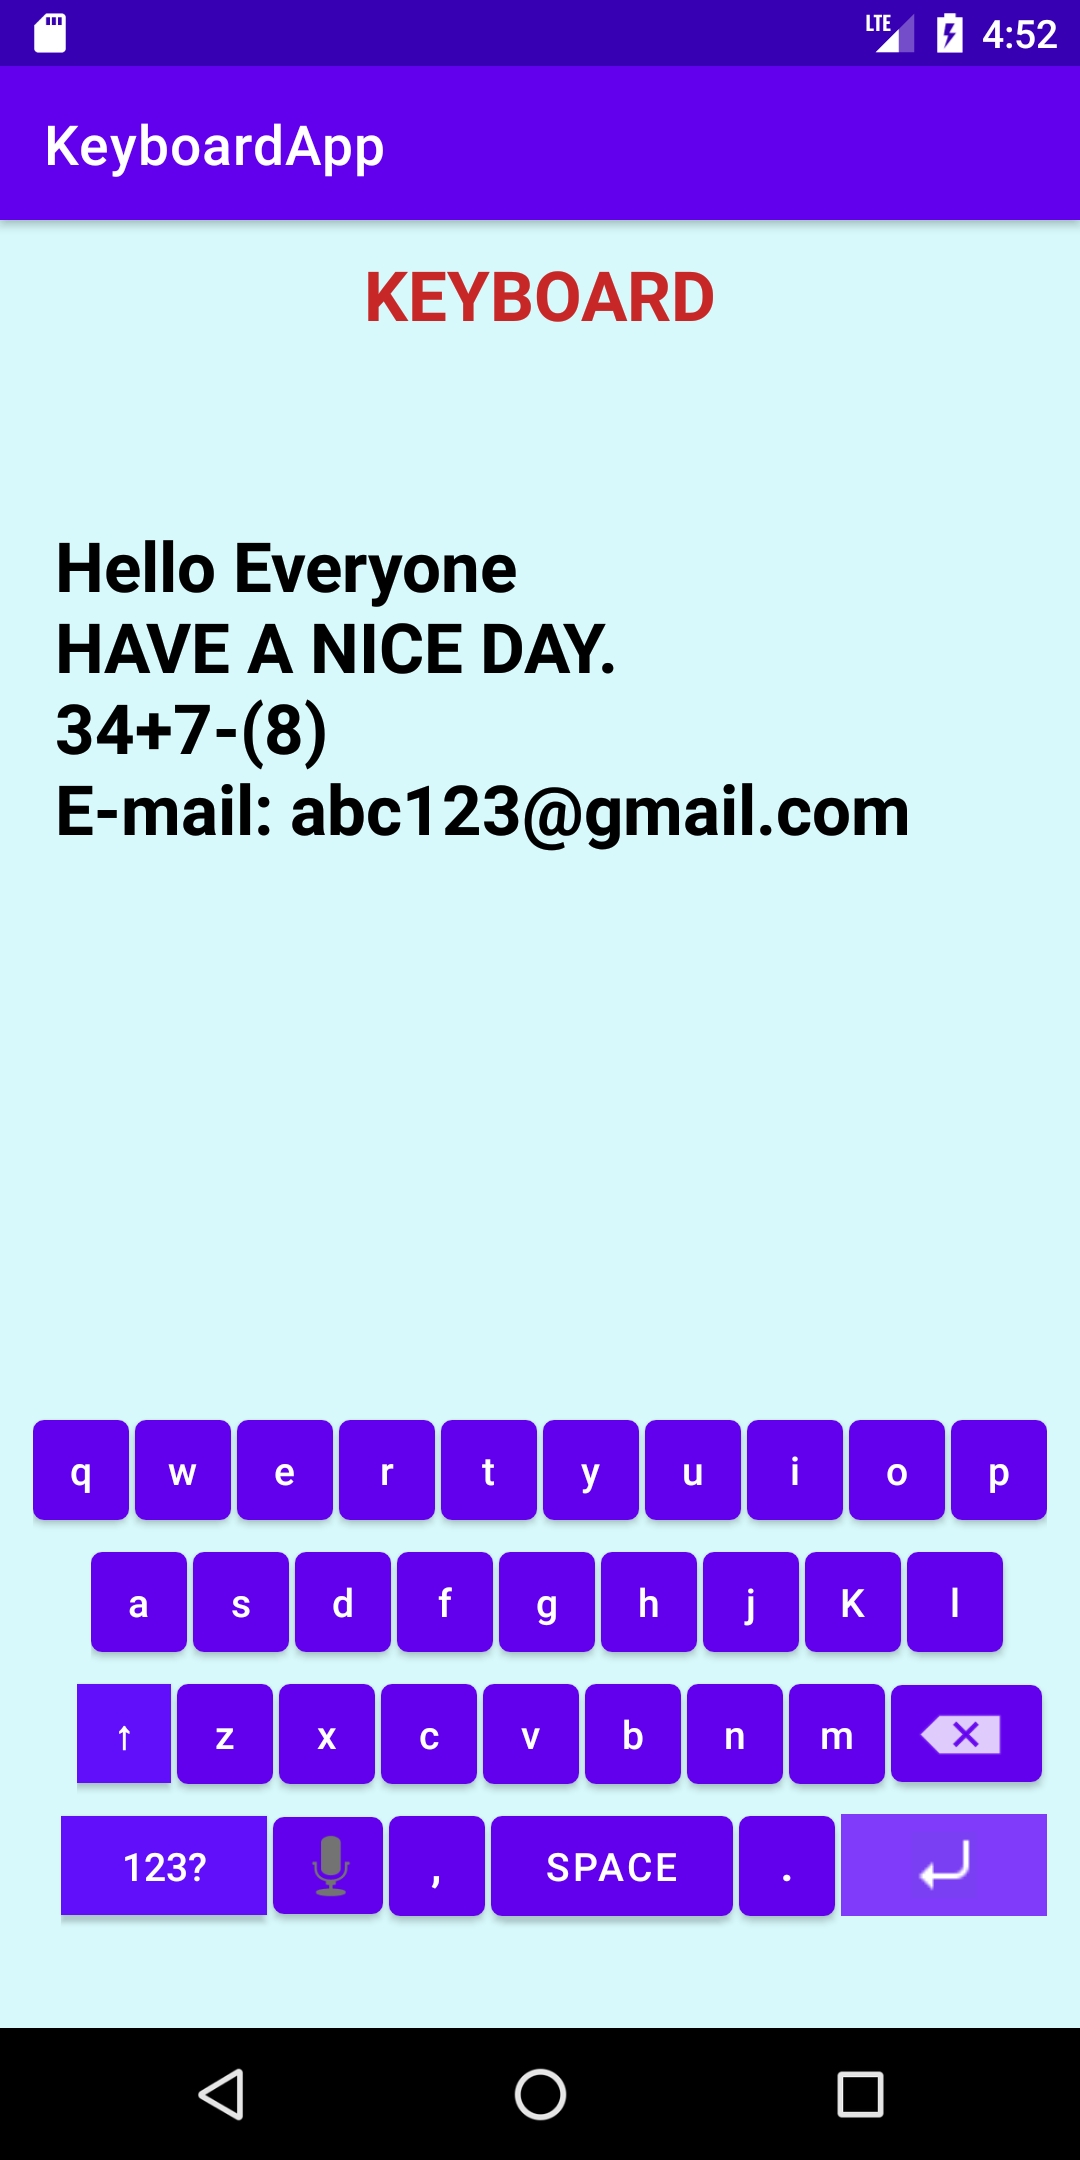 LTE 4:52
KeyboardApp
KEYBOARD
Hello Everyone
HAVE A NICE DAY.
34+7-(8)
E-mail: abc123@gmail.com
q w e r t y u i o p
a s d f g h j K l
↑ z x c v b n m
123? , SPACE .